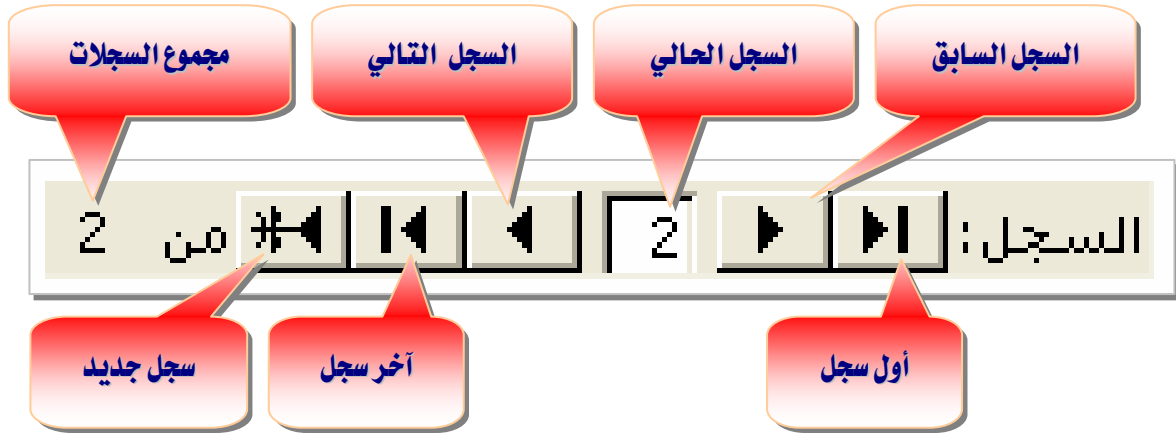 السجل السابق
السجل الحالي
السجل التالي
مجموع السجلات
السجل: 2 من 2
أول سجل
آخر سجل
سجل جديد